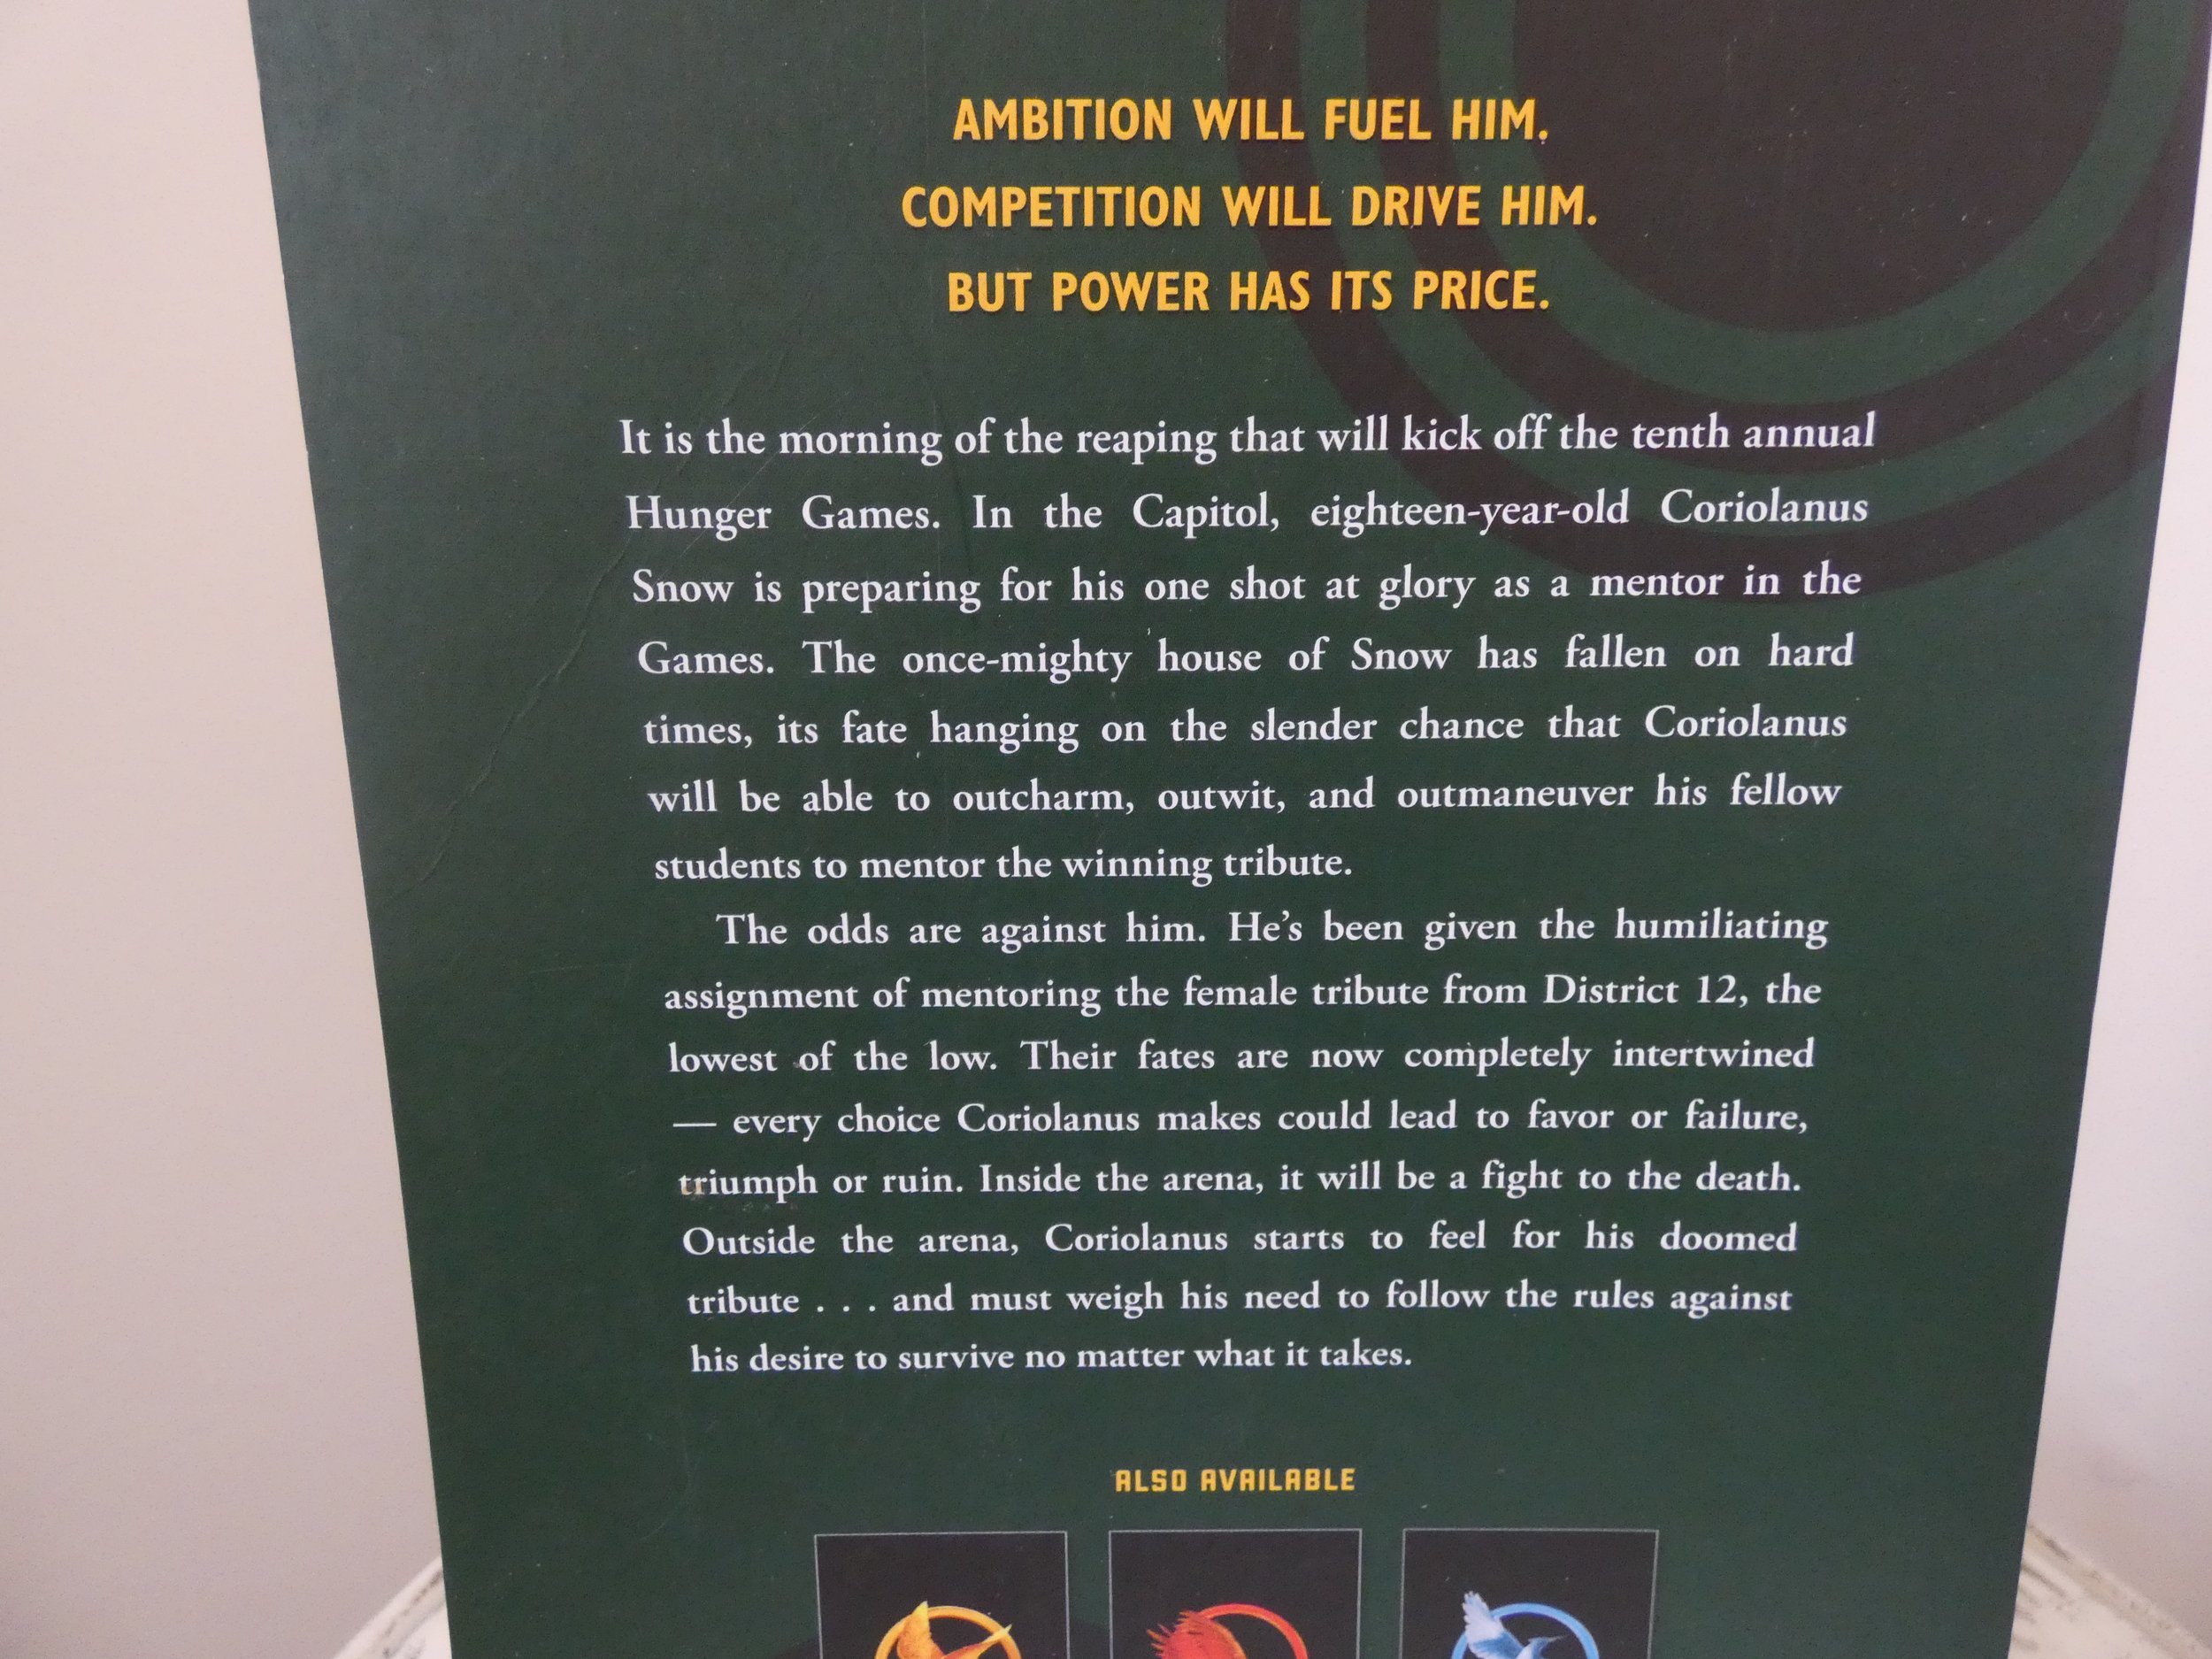 AMBITION WILL FUEL HIM.
COMPETITION WILL DRIVE HIM.
BUT POWER HAS ITS PRICE.
It is the morning of the reaping that will kick off the tenth annual
Hunger Games. In the Capitol, eighteen-year-old Coriolanus
Snow is preparing for his one shot at glory as a mentor in the
Games. The once-mighty house of Snow has fallen on hard
times, its fate hanging on the slender chance that Coriolanus
will be able to outcharm, outwit, and outmaneuver his fellow
students to mentor the winning tribute.
The odds are against him. He’s been given the humiliating
assignment of mentoring the female tribute from District 12, the
lowest of the low. Their fates are now completely intertwined
— every choice Coriolanus makes could lead to favor or failure,
triumph or ruin. Inside the arena, it will be a fight to the death.
Outside the arena, Coriolanus starts to feel for his doomed
tribute . . . and must weigh his need to follow the rules against
his desire to survive no matter what it takes.
ALSO AVAILABLE